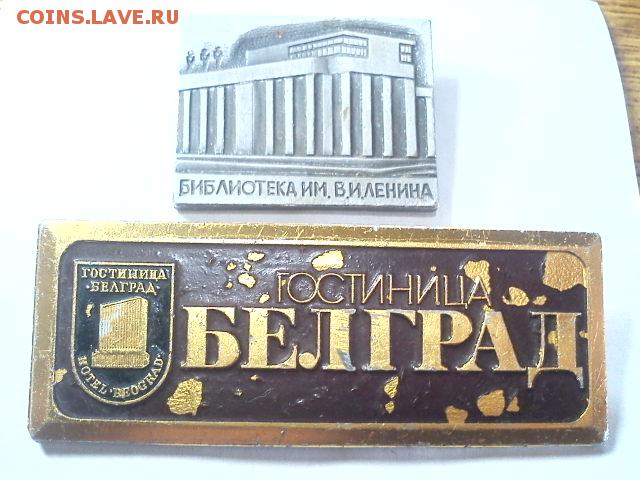 COINS.LAVE.RU
БИБЛИОТЕКА ИМ. В.И.ЛЕНИНА
ГОСТИНИЦА
·БЕЛГРАД·
HOTEL·BEOGRAD·
ГОСТИНИЦА
БЕЛГРАД